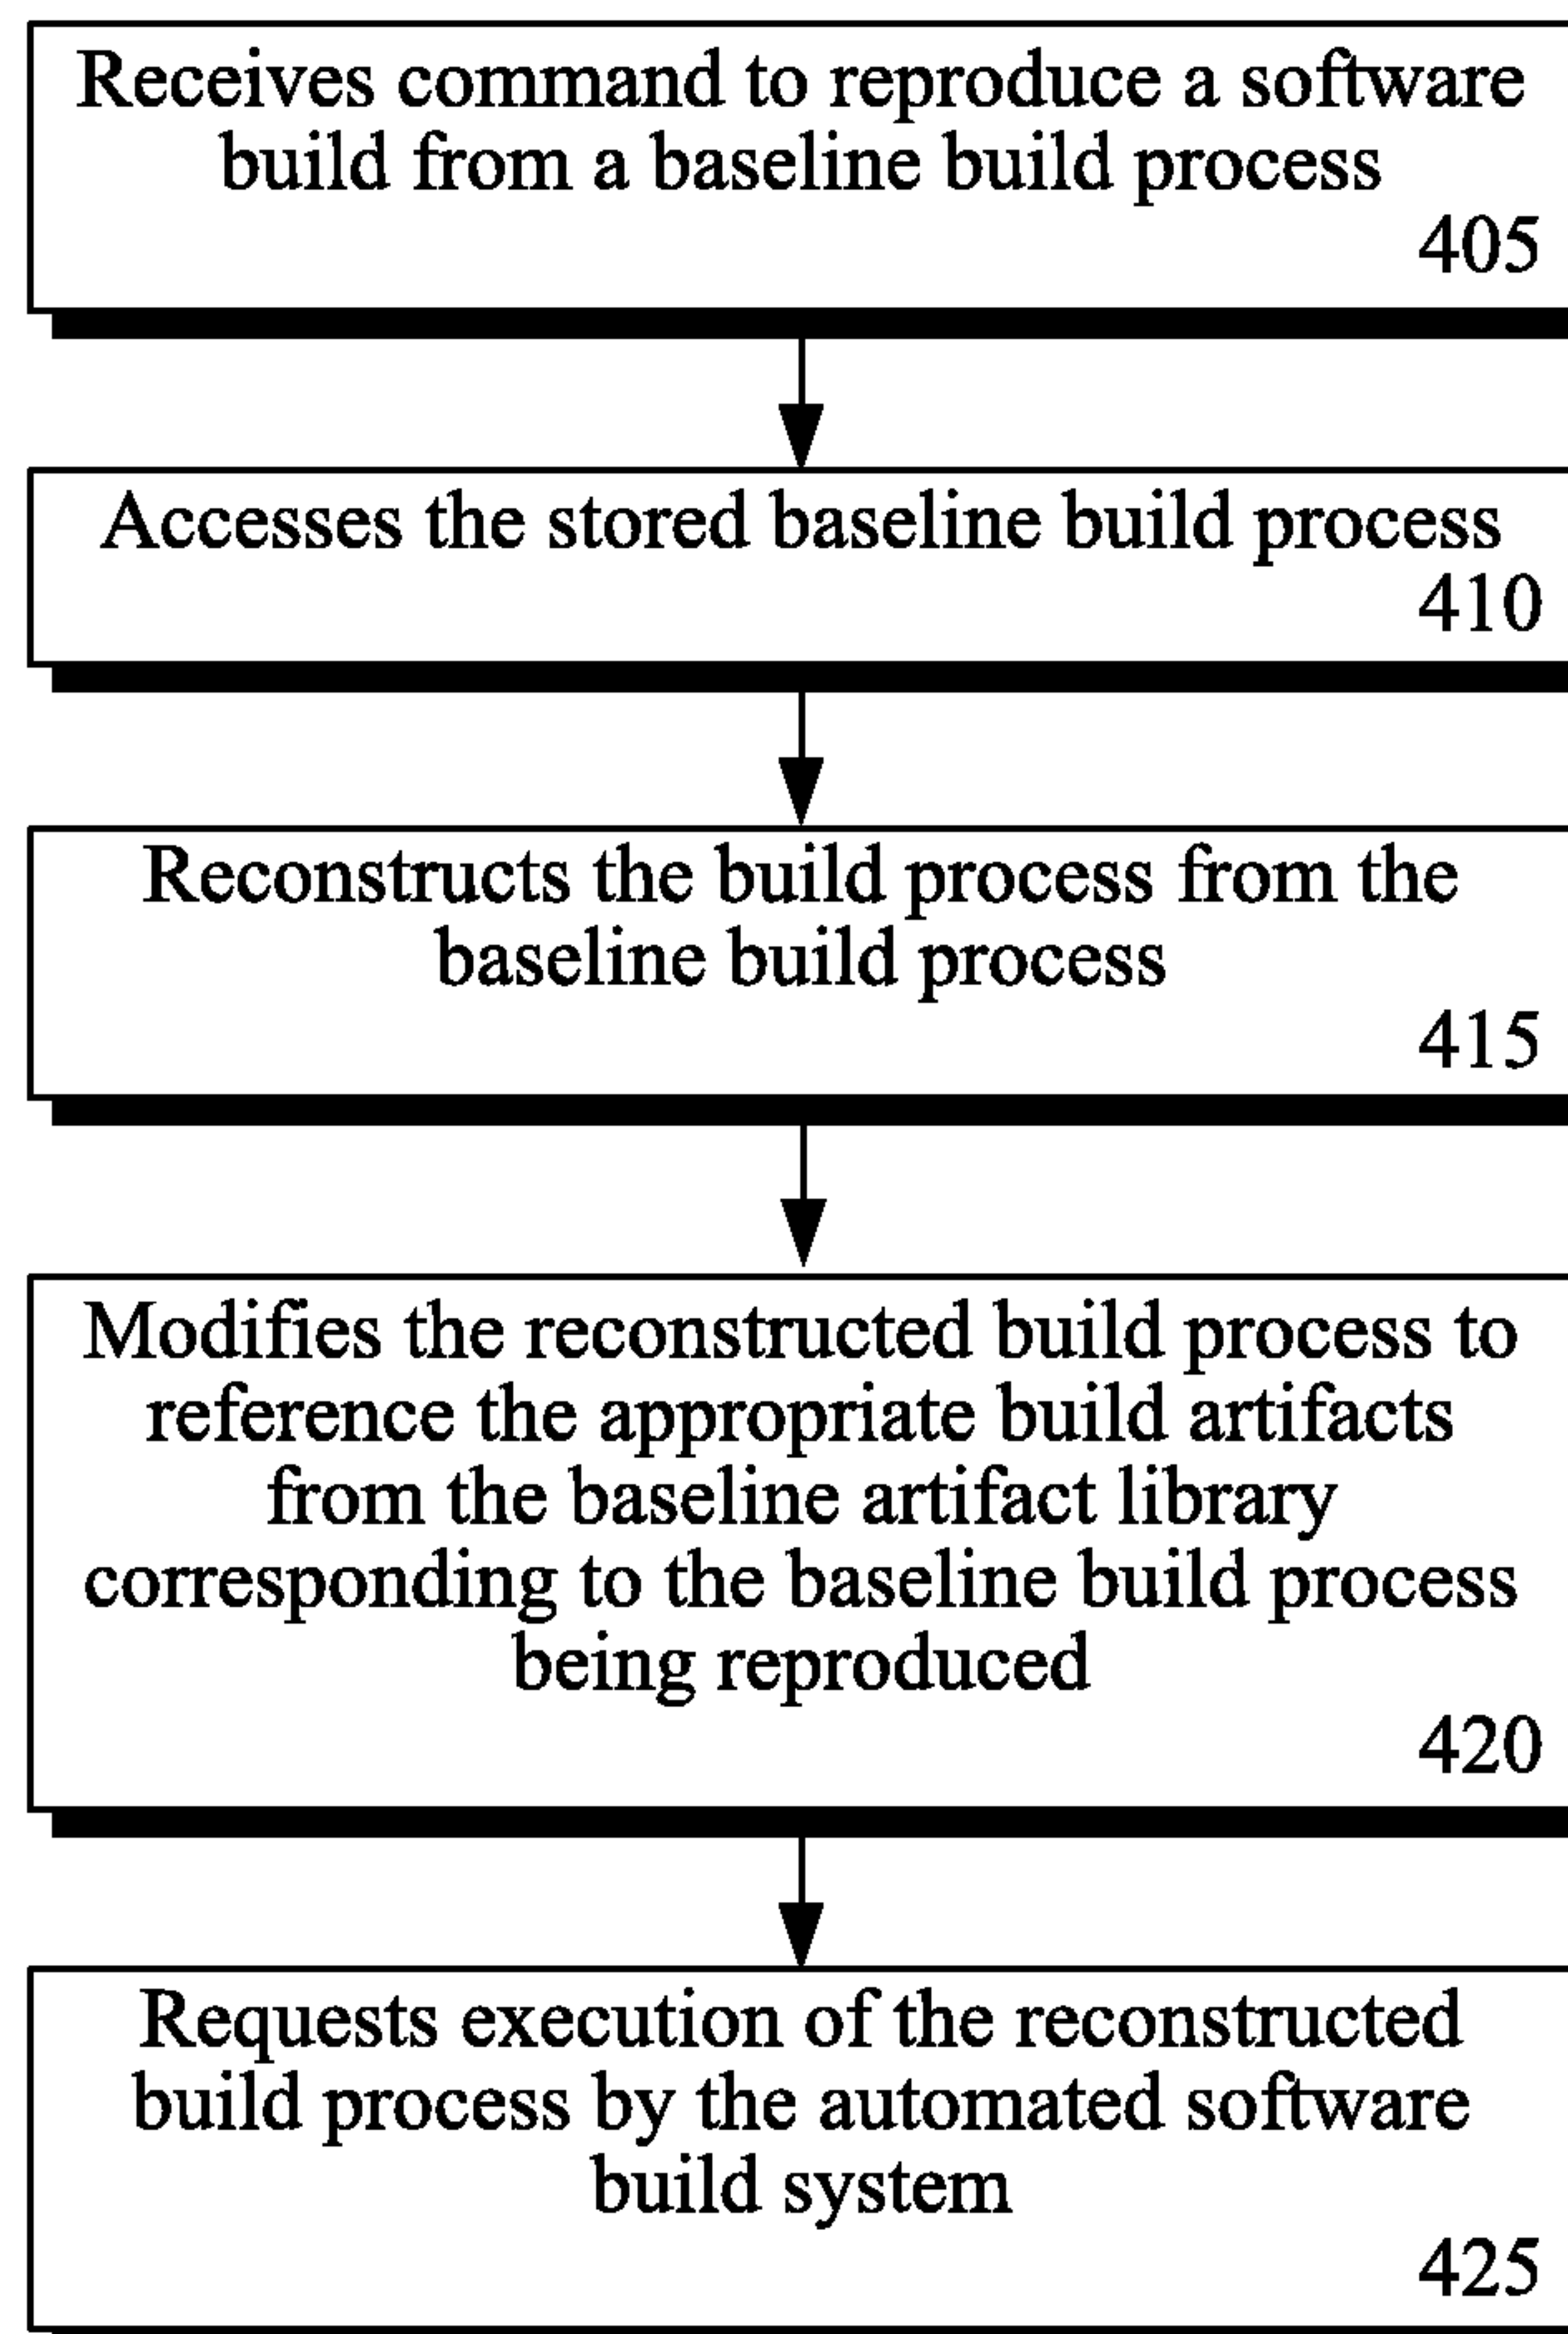 Receives command to reproduce a software
build from a baseline build process
405
Accesses the stored baseline build process
410
Reconstructs the build process from the
baseline build process
415
Modifies the reconstructed build process to
reference the appropriate build artifacts
from the baseline artifact library
corresponding to the baseline build process
being reproduced
420
Requests execution of the reconstructed
build process by the automated software
build system
425